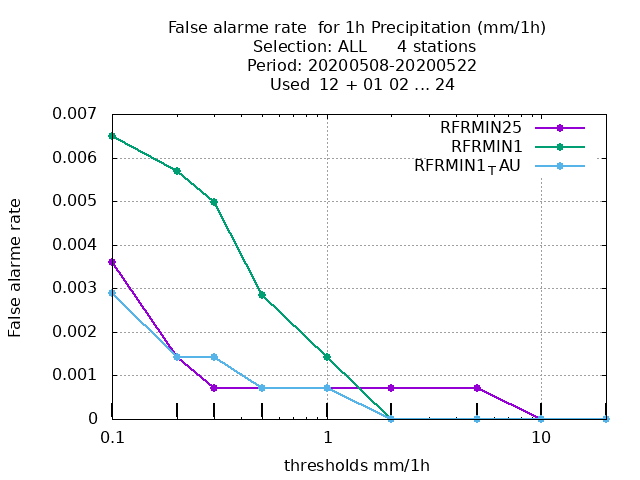 False alarme rate  for 1h Precipitation (mm/1h)
Selection: ALL      4 stations
Period: 20200508-20200522
Used  12 + 01 02 ... 24
0.007
0.006
0.005
0.004
0.003
0.002
0.001
0
False alarme rate
RFRMIN25
RFRMIN1
RFRMIN1TAU
0.1
1
10
thresholds mm/1h